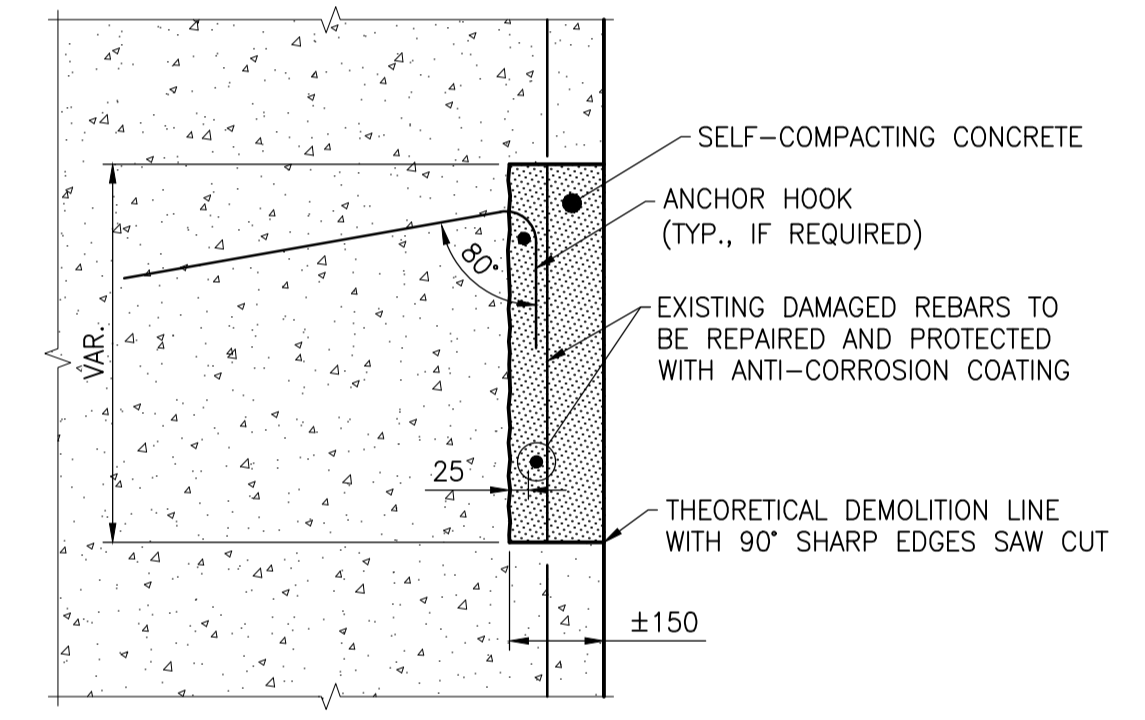 SELF-COMPACTING CONCRETE
ANCHOR HOOK
(TYP., IF REQUIRED)
80°
EXISTING DAMAGED REBARS TO
BE REPAIRED AND PROTECTED
WITH ANTI-CORROSION COATING
VAR.
25
THEORETICAL DEMOLITION LINE
WITH 90° SHARP EDGES SAW CUT
±150